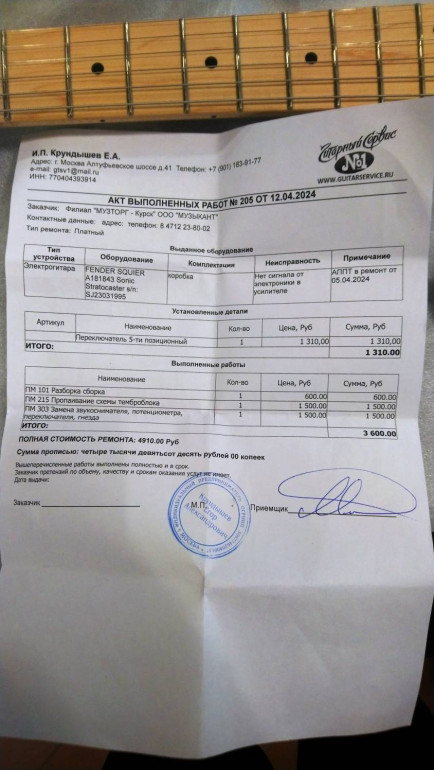 И.П. Крундышев Е.А.
Адрес: г. Москва Алтуфьевское шоссе д.41 Телефон: +7 (901) 183-91-77
e-mail: gtsv1@mail.ru
ИНН: 770404393914
Гитарный Сервис
№1
WWW.GUITARSERVICE.RU
АКТ ВЫПОЛНЕННЫХ РАБОТ № 205 ОТ 12.04.2024
Заказчик: Филиал "МУЗТОРГ - Курск" ООО "МУЗЫКАНТ"
Контактные данные: адрес: телефон: 8 4712 23-80-02
Тип ремонта: Платный
Выданное оборудование
Тип устройства Оборудование Комплектация Неисправность Примечание
Электрогитара FENDER SQUIER коробка Нет сигнала от АППТ в ремонт от
A181843 Sonic электроники в 05.04.2024
Stratocaster s/n: усилителе
SJ23031995
Установленные детали
Артикул Наименование Кол-во Цена, Руб Сумма, Руб
Переключатель 5-ти позиционный 1 1 310,00 1 310,00
ИТОГО: 1 310.00
Выполненные работы
Наименование Кол-во Цена, Руб Сумма, Руб
ПМ 101 Разборка сборка 1 600.00 600.00
ПМ 215 Пропаивание схемы темброблока 1 1 500.00 1 500.00
ПМ 303 Замена звукоснимателя, потенциометра, 1 1 500.00 1 500.00
переключателя, гнезда
ИТОГО: 3 600.00
ПОЛНАЯ СТОИМОСТЬ РЕМОНТА: 4910.00 Руб
Сумма прописью: четыре тысячи девятьсот десять рублей 00 копеек
Вышеперечисленные работы выполнены полностью и в срок.
Заказчик претензий по объему, качеству и срокам оказания услуг не имеет.
Дата выдачи:
Заказчик М.П. Приемщик
Крундышев
Егор
Александрович